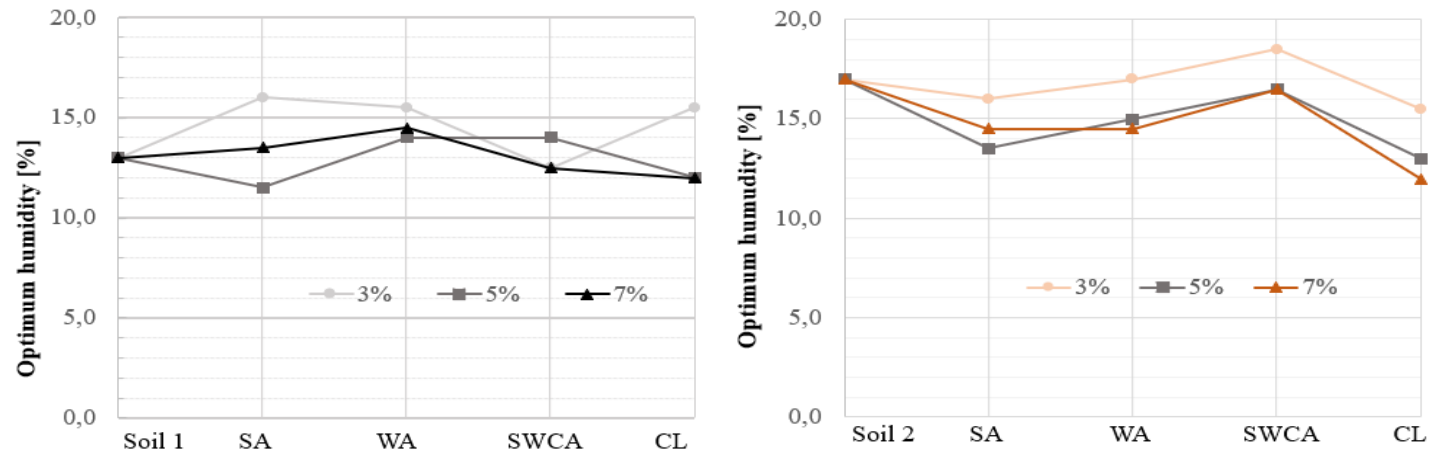 Optimum humidity [%]
20,0
15,0
10,0
5,0
0,0
3%
5%
7%
Soil 1
SA
WA
SWCA
CL
Optimum humudity [%]
20,0
15,0
10,0
5,0
0,0
3%
5%
7%
Soil 2
SA
WA
SWCA
CL